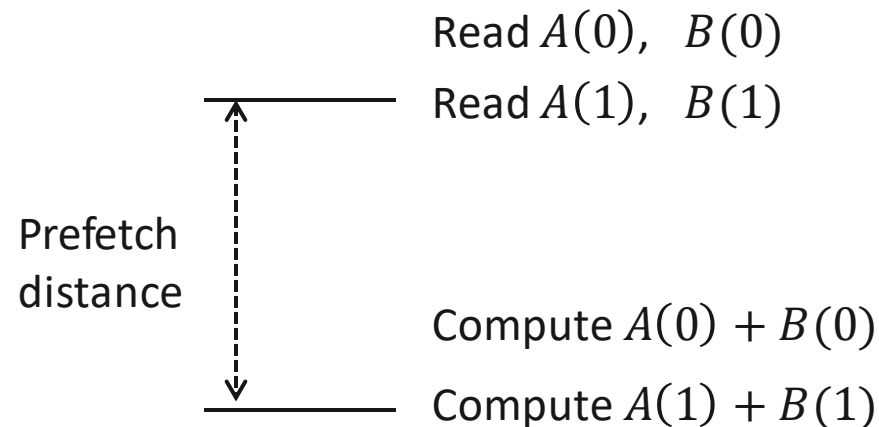 Read A(0), B(0)
Read A(1), B(1)
Prefetch
distance
Compute A(0) + B(0)
Compute A(1) + B(1)